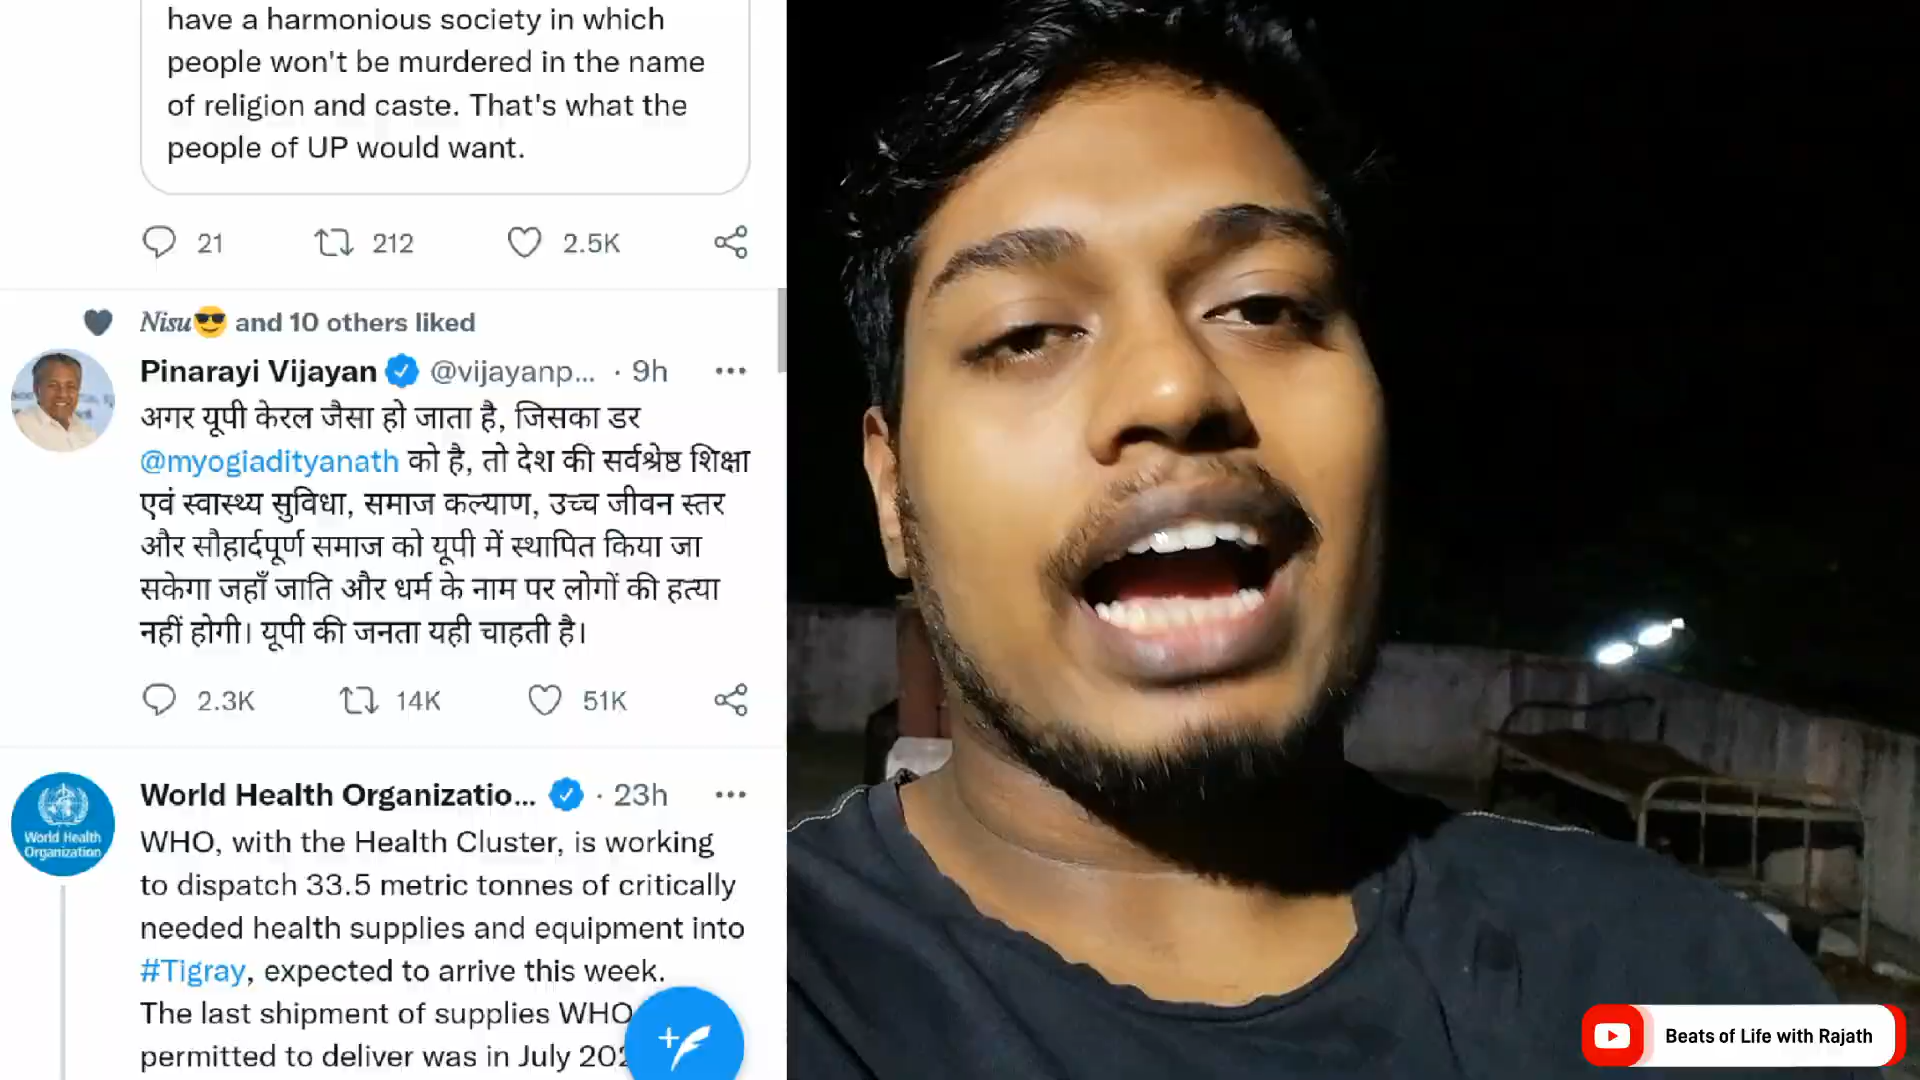 have a harmonious society in which
people won't be murdered in the name
of religion and caste. That's what the
people of UP would want.
21 212 2.5K
Nisu😎 and 10 others liked
Pinarayi Vijayan @vijayanp... · 9h
अगर यूपी केरल जैसा हो जाता है, जिसका डर
@myogiadityanath को है, तो देश की सर्वश्रेष्ठ शिक्षा
एवं स्वास्थ्य सुविधा, समाज कल्याण, उच्च जीवन स्तर
और सौहार्दपूर्ण समाज को यूपी में स्थापित किया जा
सकेगा जहाँ जाति और धर्म के नाम पर लोगों की हत्या
नहीं होगी। यूपी की जनता यही चाहती है।
2.3K 14K 51K
World Health Organizatio... · 23h
World Health
Organization
WHO, with the Health Cluster, is working
to dispatch 33.5 metric tonnes of critically
needed health supplies and equipment into
#Tigray, expected to arrive this week.
The last shipment of supplies WHO
permitted to deliver was in July
Beats of Life with Rajath